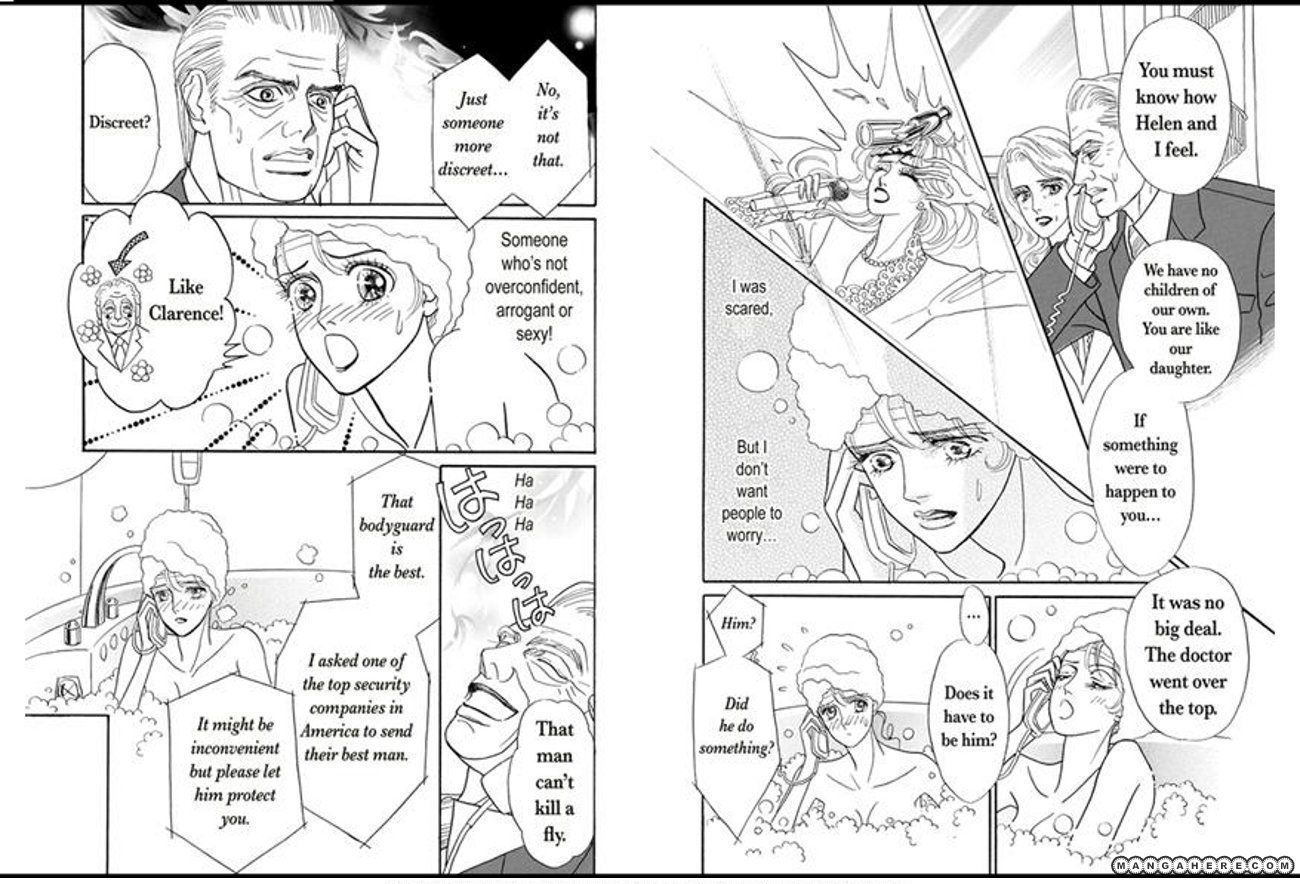 You must
know how
Helen and
I feel.
We have no
children of
our own.
You are like
our
daughter.
If
something
were to
happen to
you...
I was
scared,
But I
don't
want
people to
worry...
It was no
big deal.
The doctor
went over
the top.
...
Does it
have to
be him?
Him?
Did
he do
something?
No,
it's
not
that.
Just
someone
more
discreet...
Discreet?
Someone
who's not
overconfident,
arrogant or
sexy!
Like
Clarence!
Ha
Ha
Ha
はっはっはっは
That
man
can't
kill a
fly.
That
bodyguard
is
the best.
I asked one of
the top security
companies in
America to send
their best man.
It might be
inconvenient
but please let
him protect
you.
MANGAHERE.COM